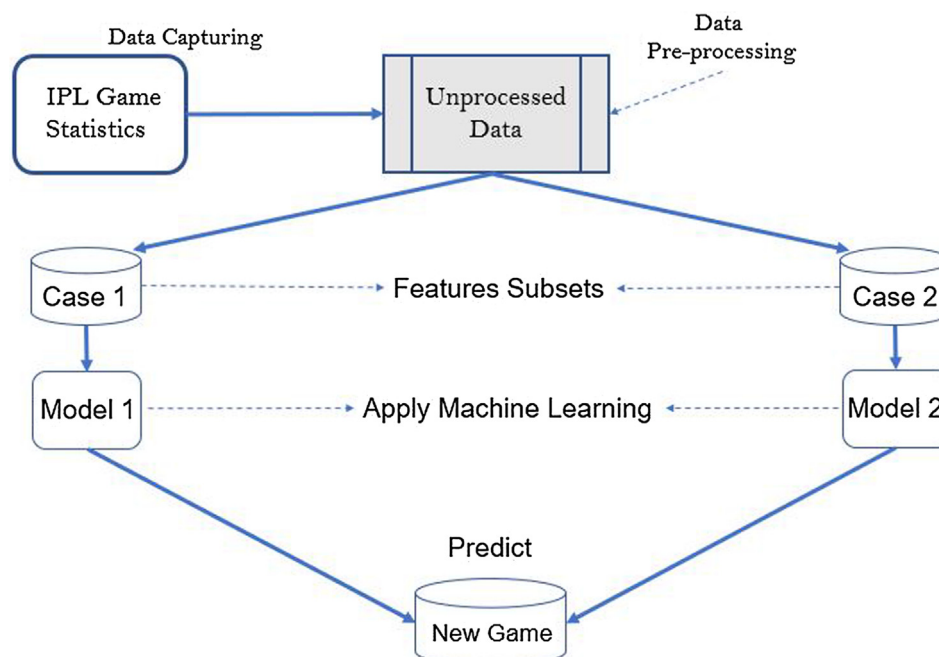 Data Capturing
Data
Pre-processing
IPL Game
Statistics
Unprocessed
Data
Case 1
Features Subsets
Case 2
Model 1
Apply Machine Learning
Model 2
Predict
New Game